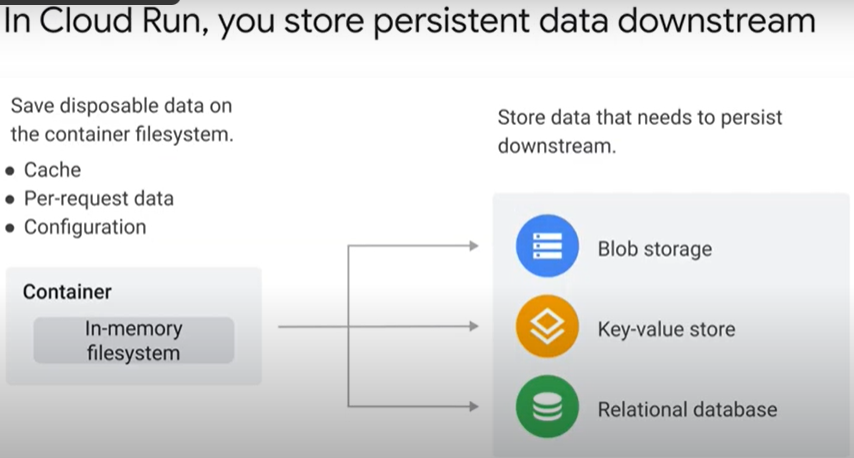 In Cloud Run, you store persistent data downstream
Save disposable data on
the container filesystem.
● Cache
● Per-request data
● Configuration
Container
In-memory
filesystem
Store data that needs to persist
downstream.
Blob storage
Key-value store
Relational database